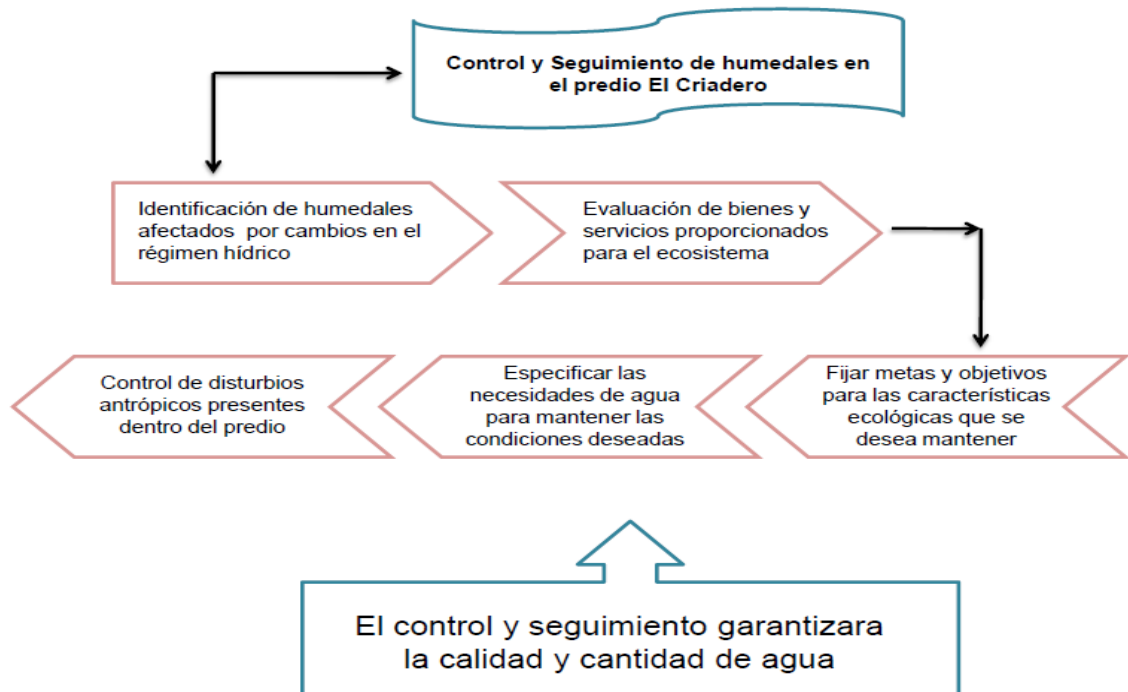 Control y Seguimiento de humedales en
el predio El Criadero
Identificación de humedales
afectados por cambios en el
régimen hídrico
Evaluación de bienes y
servicios proporcionados
para el ecosistema
Fijar metas y objetivos
para las características
ecológicas que se
desea mantener
Especificar las
necesidades de agua
para mantener las
condiciones deseadas
Control de disturbios
antrópicos presentes
dentro del predio
El control y seguimiento garantizara
la calidad y cantidad de agua